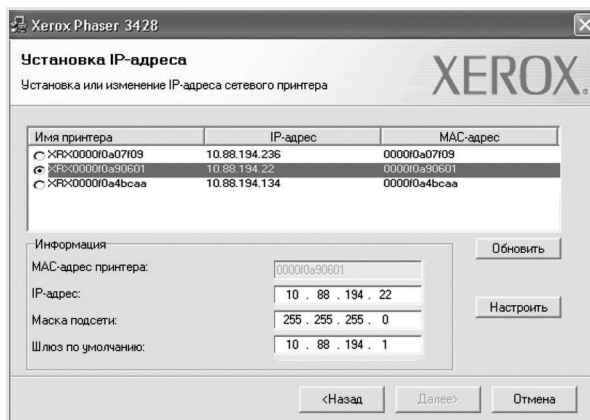 Xerox Phaser 3428
Установка IP-адреса
Установка или изменение IP-адреса сетевого принтера
XEROX.
Имя принтера IP-адрес MAC-адрес
XRX0000f0a07f09 10.88.194.236 0000f0a07f09
XRX0000f0a90601 10.88.194.22 0000f0a90601
XRX0000f0a4bcaa 10.88.194.134 0000f0a4bcaa
Информация
Обновить
MAC-адрес принтера: 0000f0a90601
IP-адрес: 10 . 88 . 194 . 22
Настроить
Маска подсети: 255 . 255 . 255 . 0
Шлюз по умолчанию: 10 . 88 . 194 . 1
<Назад Далее> Отмена